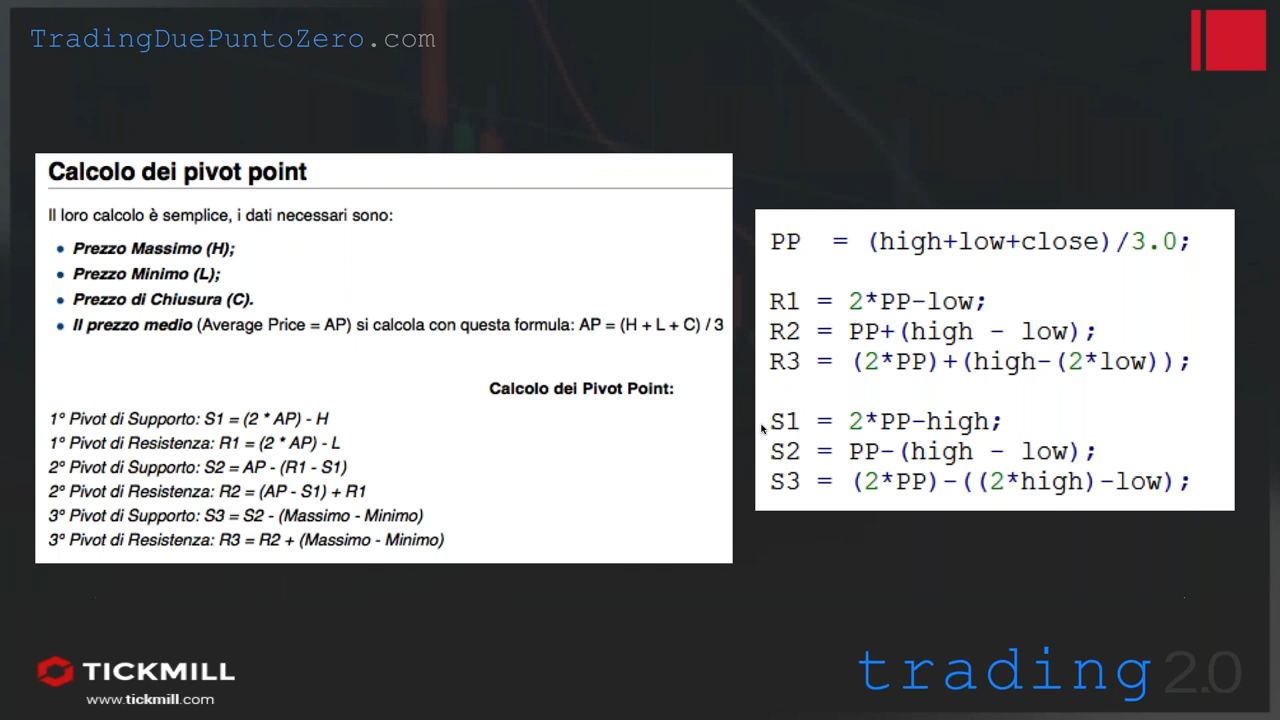 TradingDuePuntoZero.com
Calcolo dei pivot point
Il loro calcolo è semplice, i dati necessari sono:
• Prezzo Massimo (H);
• Prezzo Minimo (L);
• Prezzo di Chiusura (C).
• Il prezzo medio (Average Price = AP) si calcola con questa formula: AP = (H + L + C) / 3
Calcolo dei Pivot Point:
1° Pivot di Supporto: S1 = (2 * AP) - H
1° Pivot di Resistenza: R1 = (2 * AP) - L
2° Pivot di Supporto: S2 = AP - (R1 - S1)
2° Pivot di Resistenza: R2 = (AP - S1) + R1
3° Pivot di Supporto: S3 = S2 - (Massimo - Minimo)
3° Pivot di Resistenza: R3 = R2 + (Massimo - Minimo)
PP = (high+low+close)/3.0;
R1 = 2*PP-low;
R2 = PP+(high - low);
R3 = (2*PP)+(high-(2*low));
S1 = 2*PP-high;
S2 = PP-(high - low);
S3 = (2*PP)-((2*high)-low);
TICKMILL
www.tickmill.com
trading 2.0